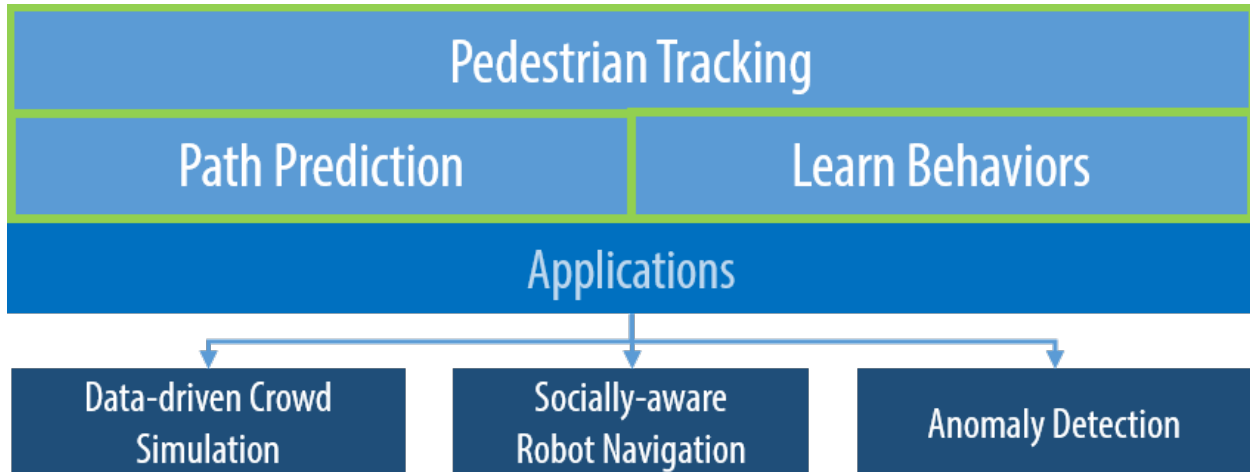 Pedestrian Tracking
Path Prediction
Learn Behaviors
Applications
Data-driven Crowd
Simulation
Socially-aware
Robot Navigation
Anomaly Detection